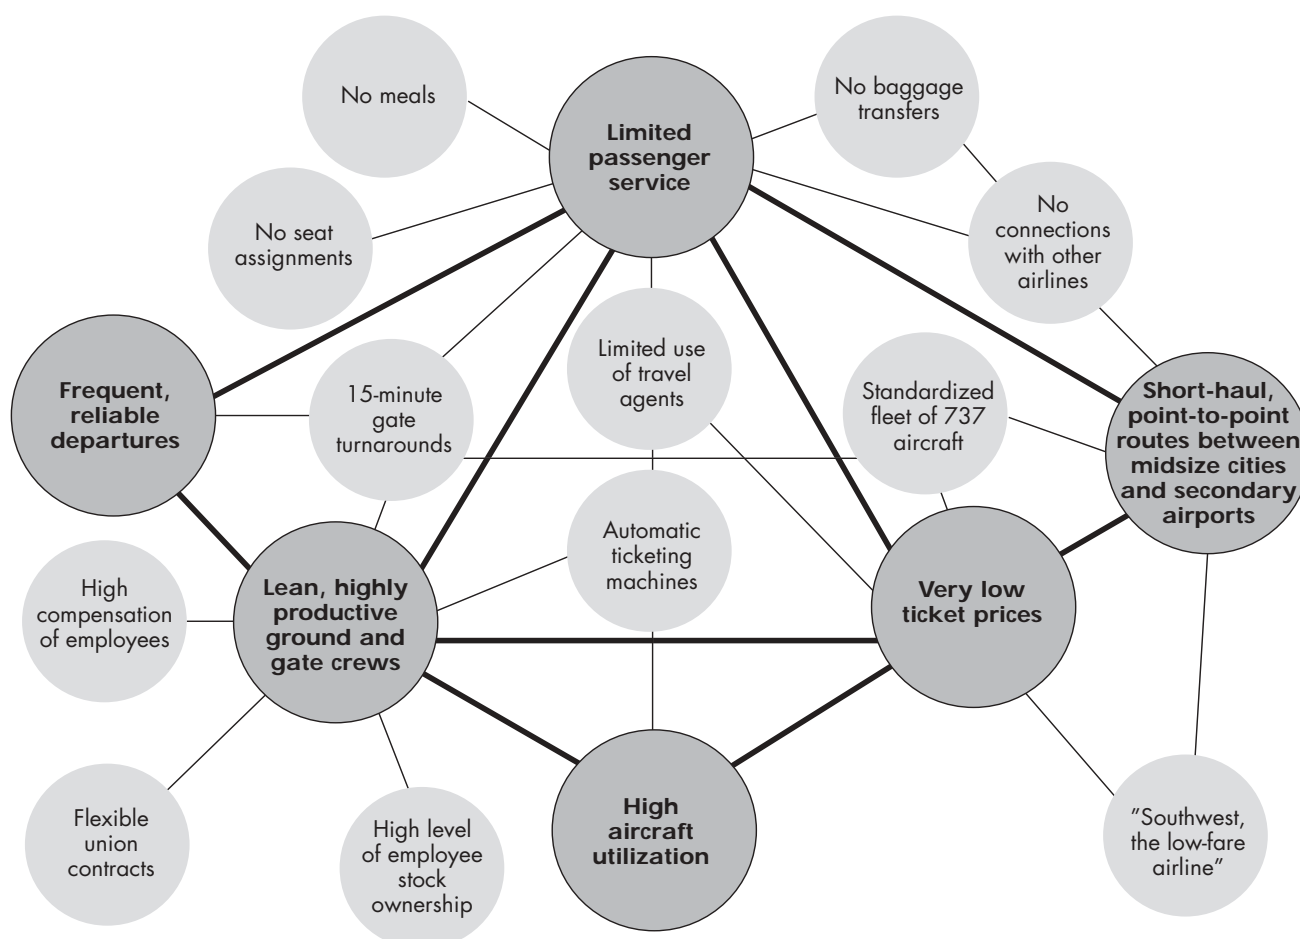 No meals
Limited
passenger
service
No baggage
transfers
No seat
assignments
No
connections
with other
airlines
Frequent,
reliable
departures
15-minute
gate
turnarounds
Limited use
of travel
agents
Standardized
fleet of 737
aircraft
Short-haul,
point-to-point
routes between
midsize cities
and secondary
airports
High
compensation
of employees
Lean, highly
productive
ground and
gate crews
Automatic
ticketing
machines
Very low
ticket prices
Flexible
union
contracts
High level
of employee
stock
ownership
High
aircraft
utilization
"Southwest,
the low-fare
airline"